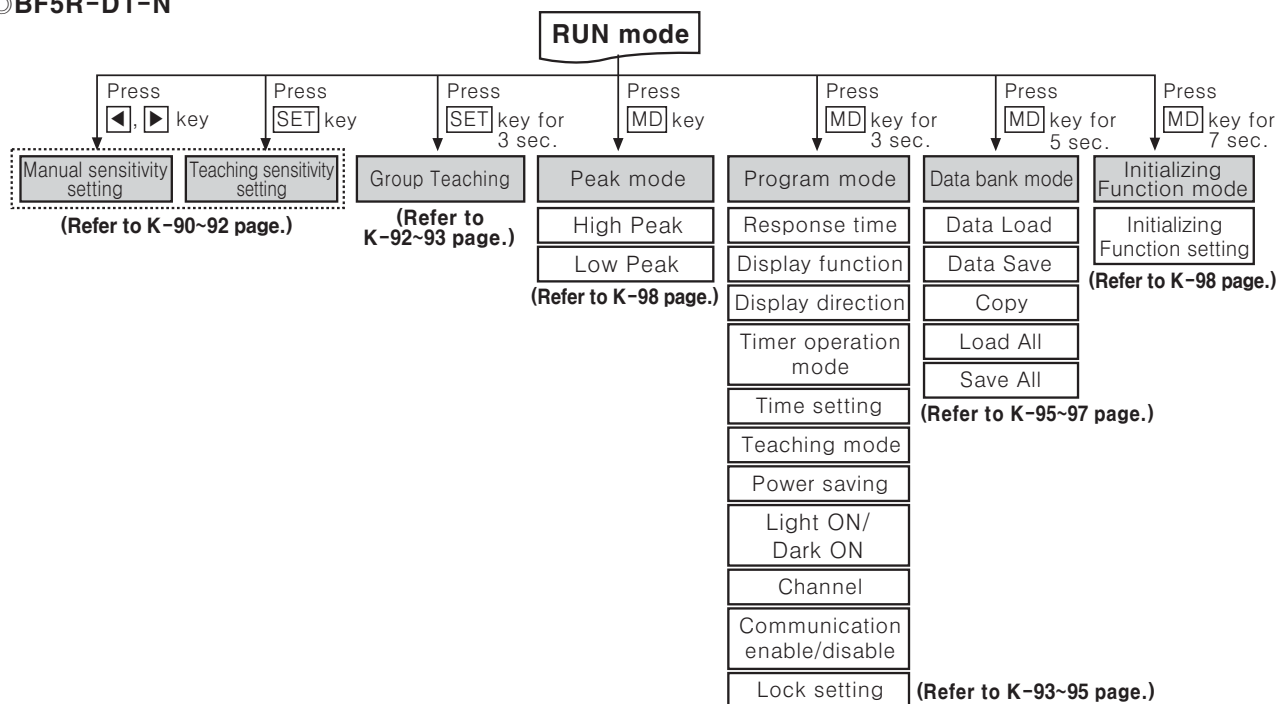 ◎BF5R-D1-N
RUN mode
Press
◀, ▶ key
Press
SET key
Press
SET key for
3 sec.
Press
MD key
Press
MD key for
3 sec.
Press
MD key for
5 sec.
Press
MD key for
7 sec.
Manual sensitivity
setting
Teaching sensitivity
setting
(Refer to K-90~92 page.)
Group Teaching
(Refer to
K-92~93 page.)
Peak mode
High Peak
Low Peak
(Refer to K-98 page.)
Program mode
Response time
Display function
Display direction
Timer operation
mode
Time setting
Teaching mode
Power saving
Light ON/
Dark ON
Channel
Communication
enable/disable
Lock setting
(Refer to K-93~95 page.)
Data bank mode
Data Load
Data Save
Copy
Load All
Save All
(Refer to K-95~97 page.)
Initializing
Function mode
Initializing
Function setting
(Refer to K-98 page.)